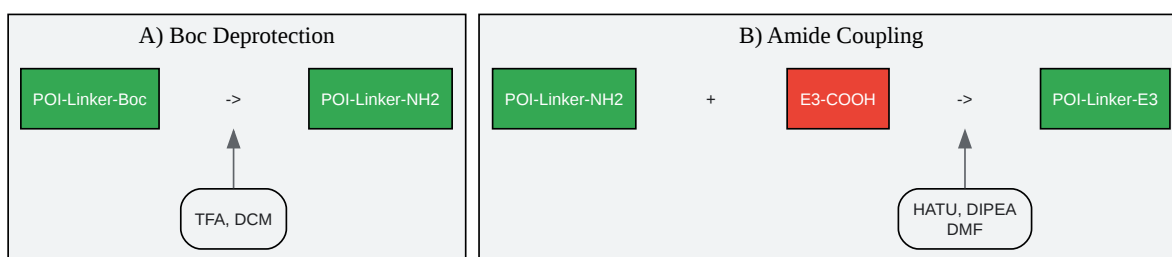 A) Boc Deprotection
POI-Linker-Boc -> POI-Linker-NH2
TFA, DCM
B) Amide Coupling
POI-Linker-NH2 + E3-COOH -> POI-Linker-E3
HATU, DIPEA
DMF